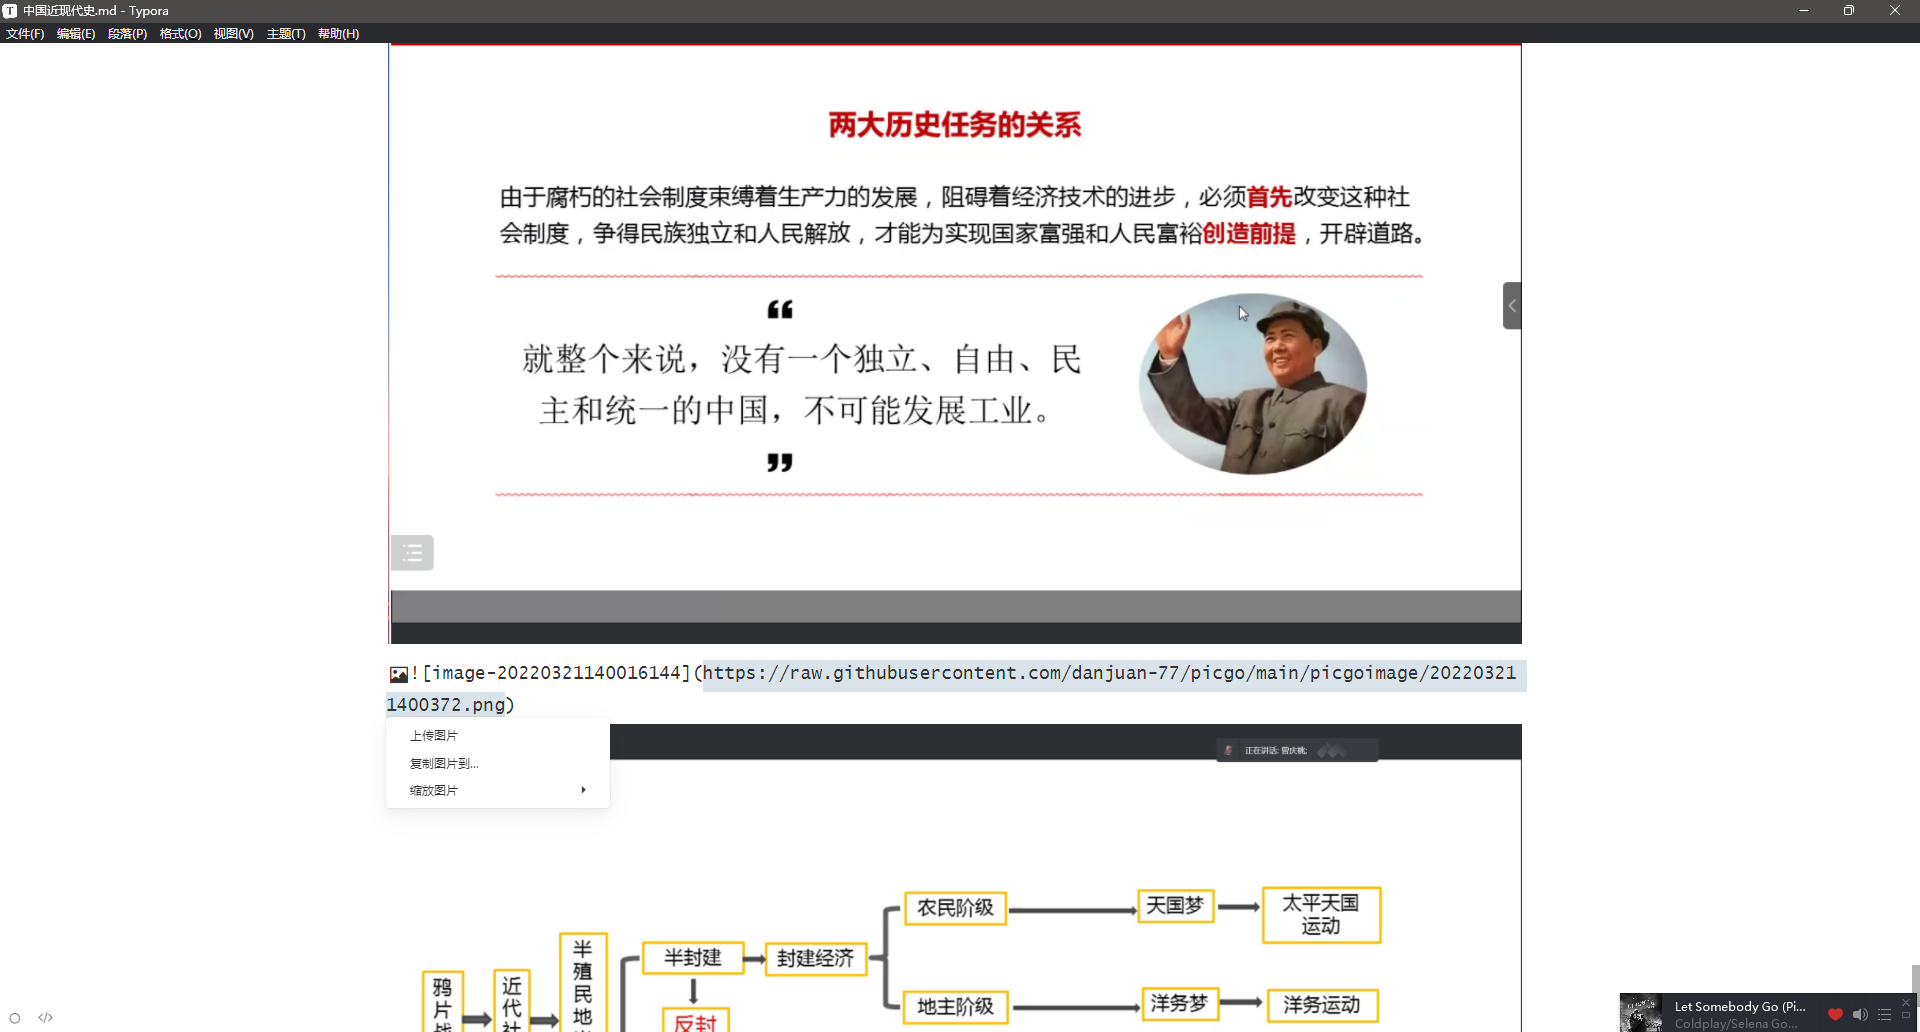 中国近现代史.md - Typora
文件(F) 编辑(E) 段落(P) 格式(O) 视图(V) 主题(T) 帮助(H)
两大历史任务的关系
由于腐朽的社会制度束缚着生产力的发展，阻碍着经济技术的进步，必须首先改变这种社
会制度，争得民族独立和人民解放，才能为实现国家富强和人民富裕创造前提，开辟道路。
“
就整个来说，没有一个独立、自由、民
主和统一的中国，不可能发展工业。
”
![image-20220321140016144](https://raw.githubusercontent.com/danjuan-77/picgo/main/picgoimage/20220321
1400372.png)
上传图片
复制图片到...
缩放图片
正在讲话: 曾庆桃;
农民阶级
天国梦
太平天国
运动
半封建
封建经济
地主阶级
洋务梦
洋务运动
反封
半殖民地
近代社
鸦片战
Let Somebody Go (Pi...
Coldplay/Selena Go...